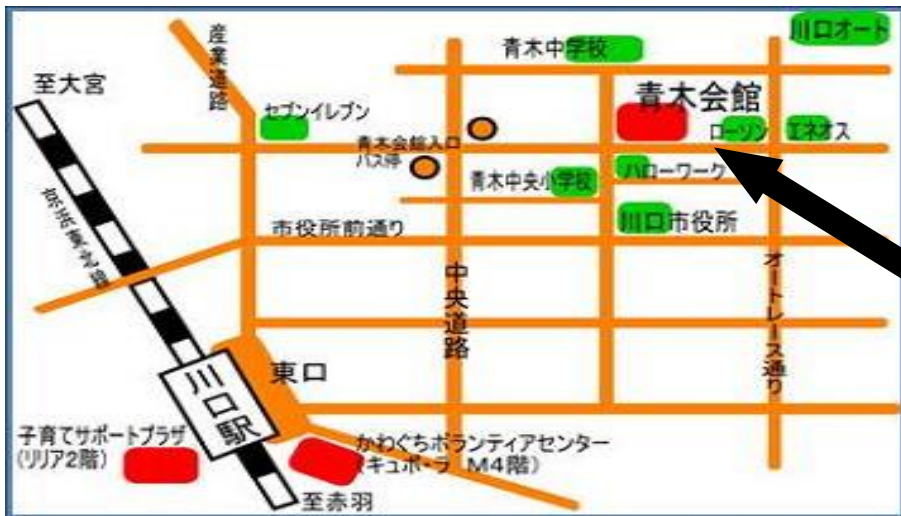 川口オート
青木中学校
産業道路
至大宮
青木会館
セブンイレブン
ローソン
エネオス
青木会館入口
バス停
青木中央小学校
ハローワーク
川口市役所
市役所前通り
中央道路
オートレース通り
東口
川口駅
子育てサポートプラザ
(リリア2階)
かわぐちボランティアセンター
(キュポ・ラ M4階)
至赤羽